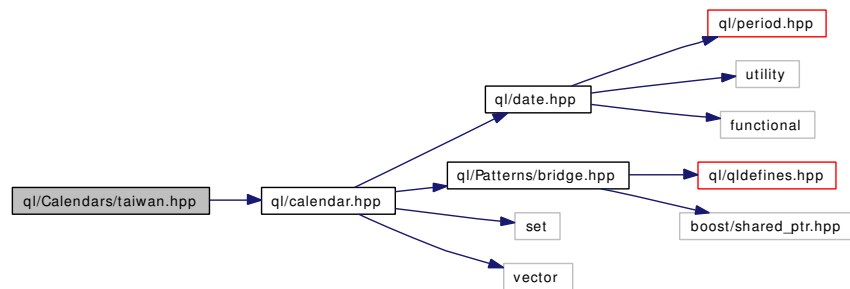 ql/period.hpp
utility
ql/date.hpp
functional
ql/Patterns/bridge.hpp
ql/qldefines.hpp
ql/Calendars/taiwan.hpp
ql/calendar.hpp
set
boost/shared_ptr.hpp
vector